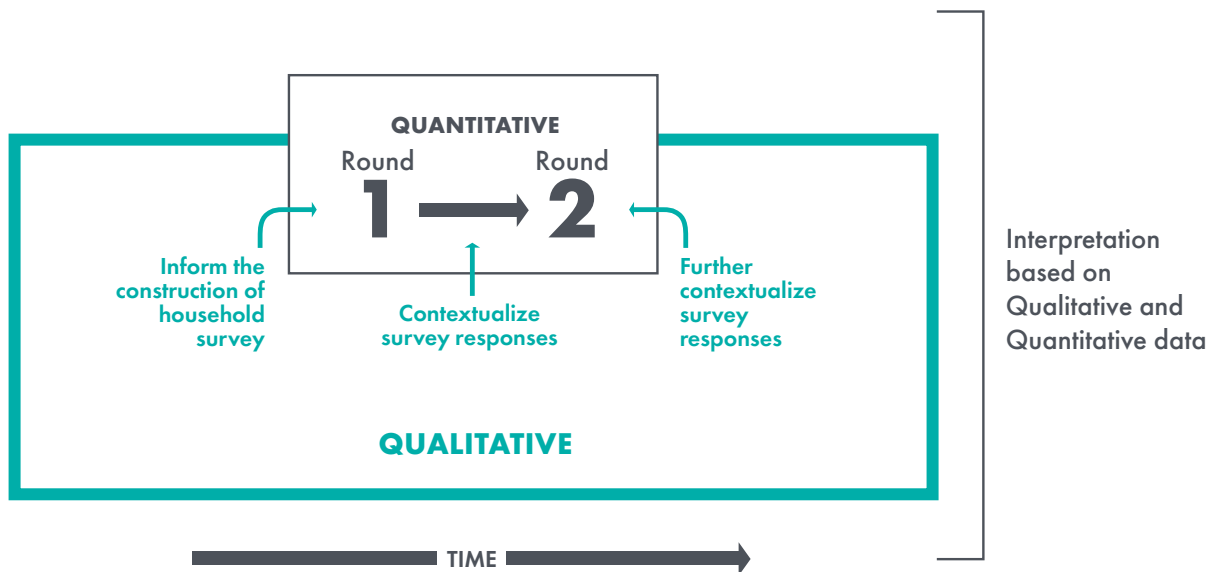 QUANTITATIVE
Round
1
Round
2
Inform the
construction of
household
survey
Contextualize
survey responses
Further
contextualize
survey
responses
QUALITATIVE
Interpretation
based on
Qualitative and
Quantitative data
TIME